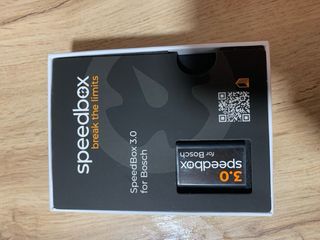 speedbox
break the limits
SpeedBox 3.0
for Bosch
3.0
speedbox
for Bosch